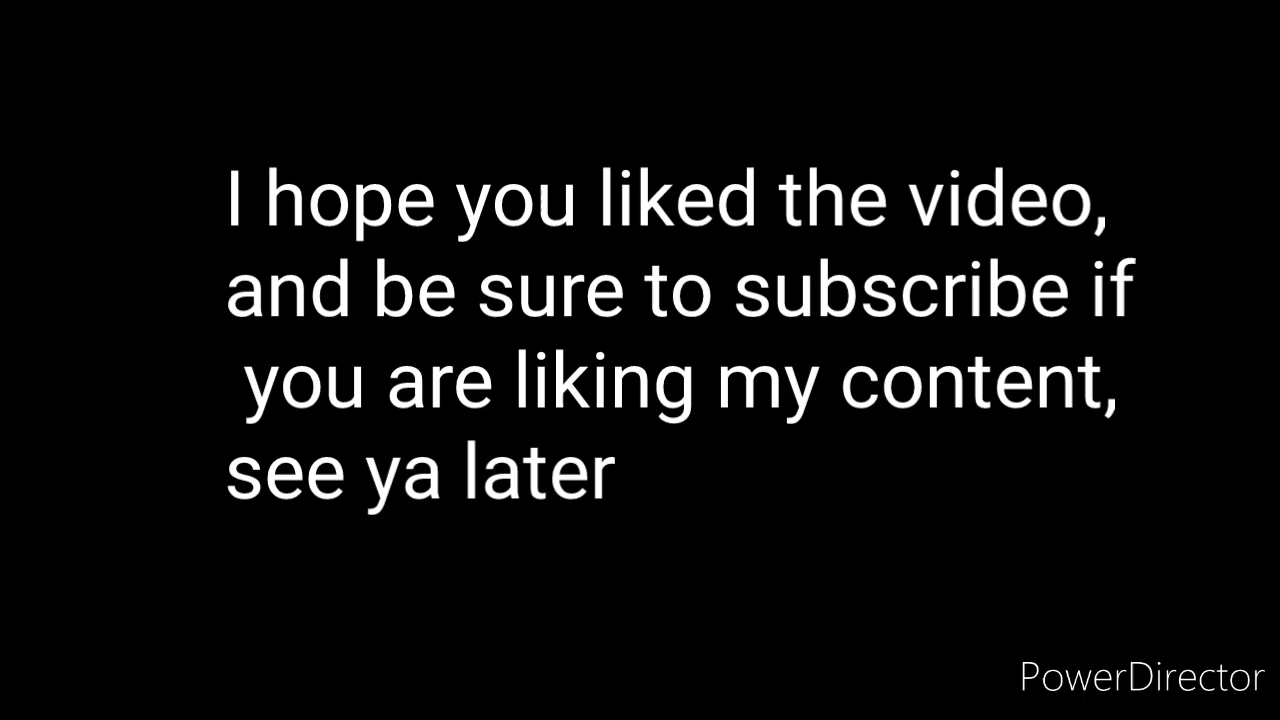 I hope you liked the video,
and be sure to subscribe if
you are liking my content,
see ya later
PowerDirector